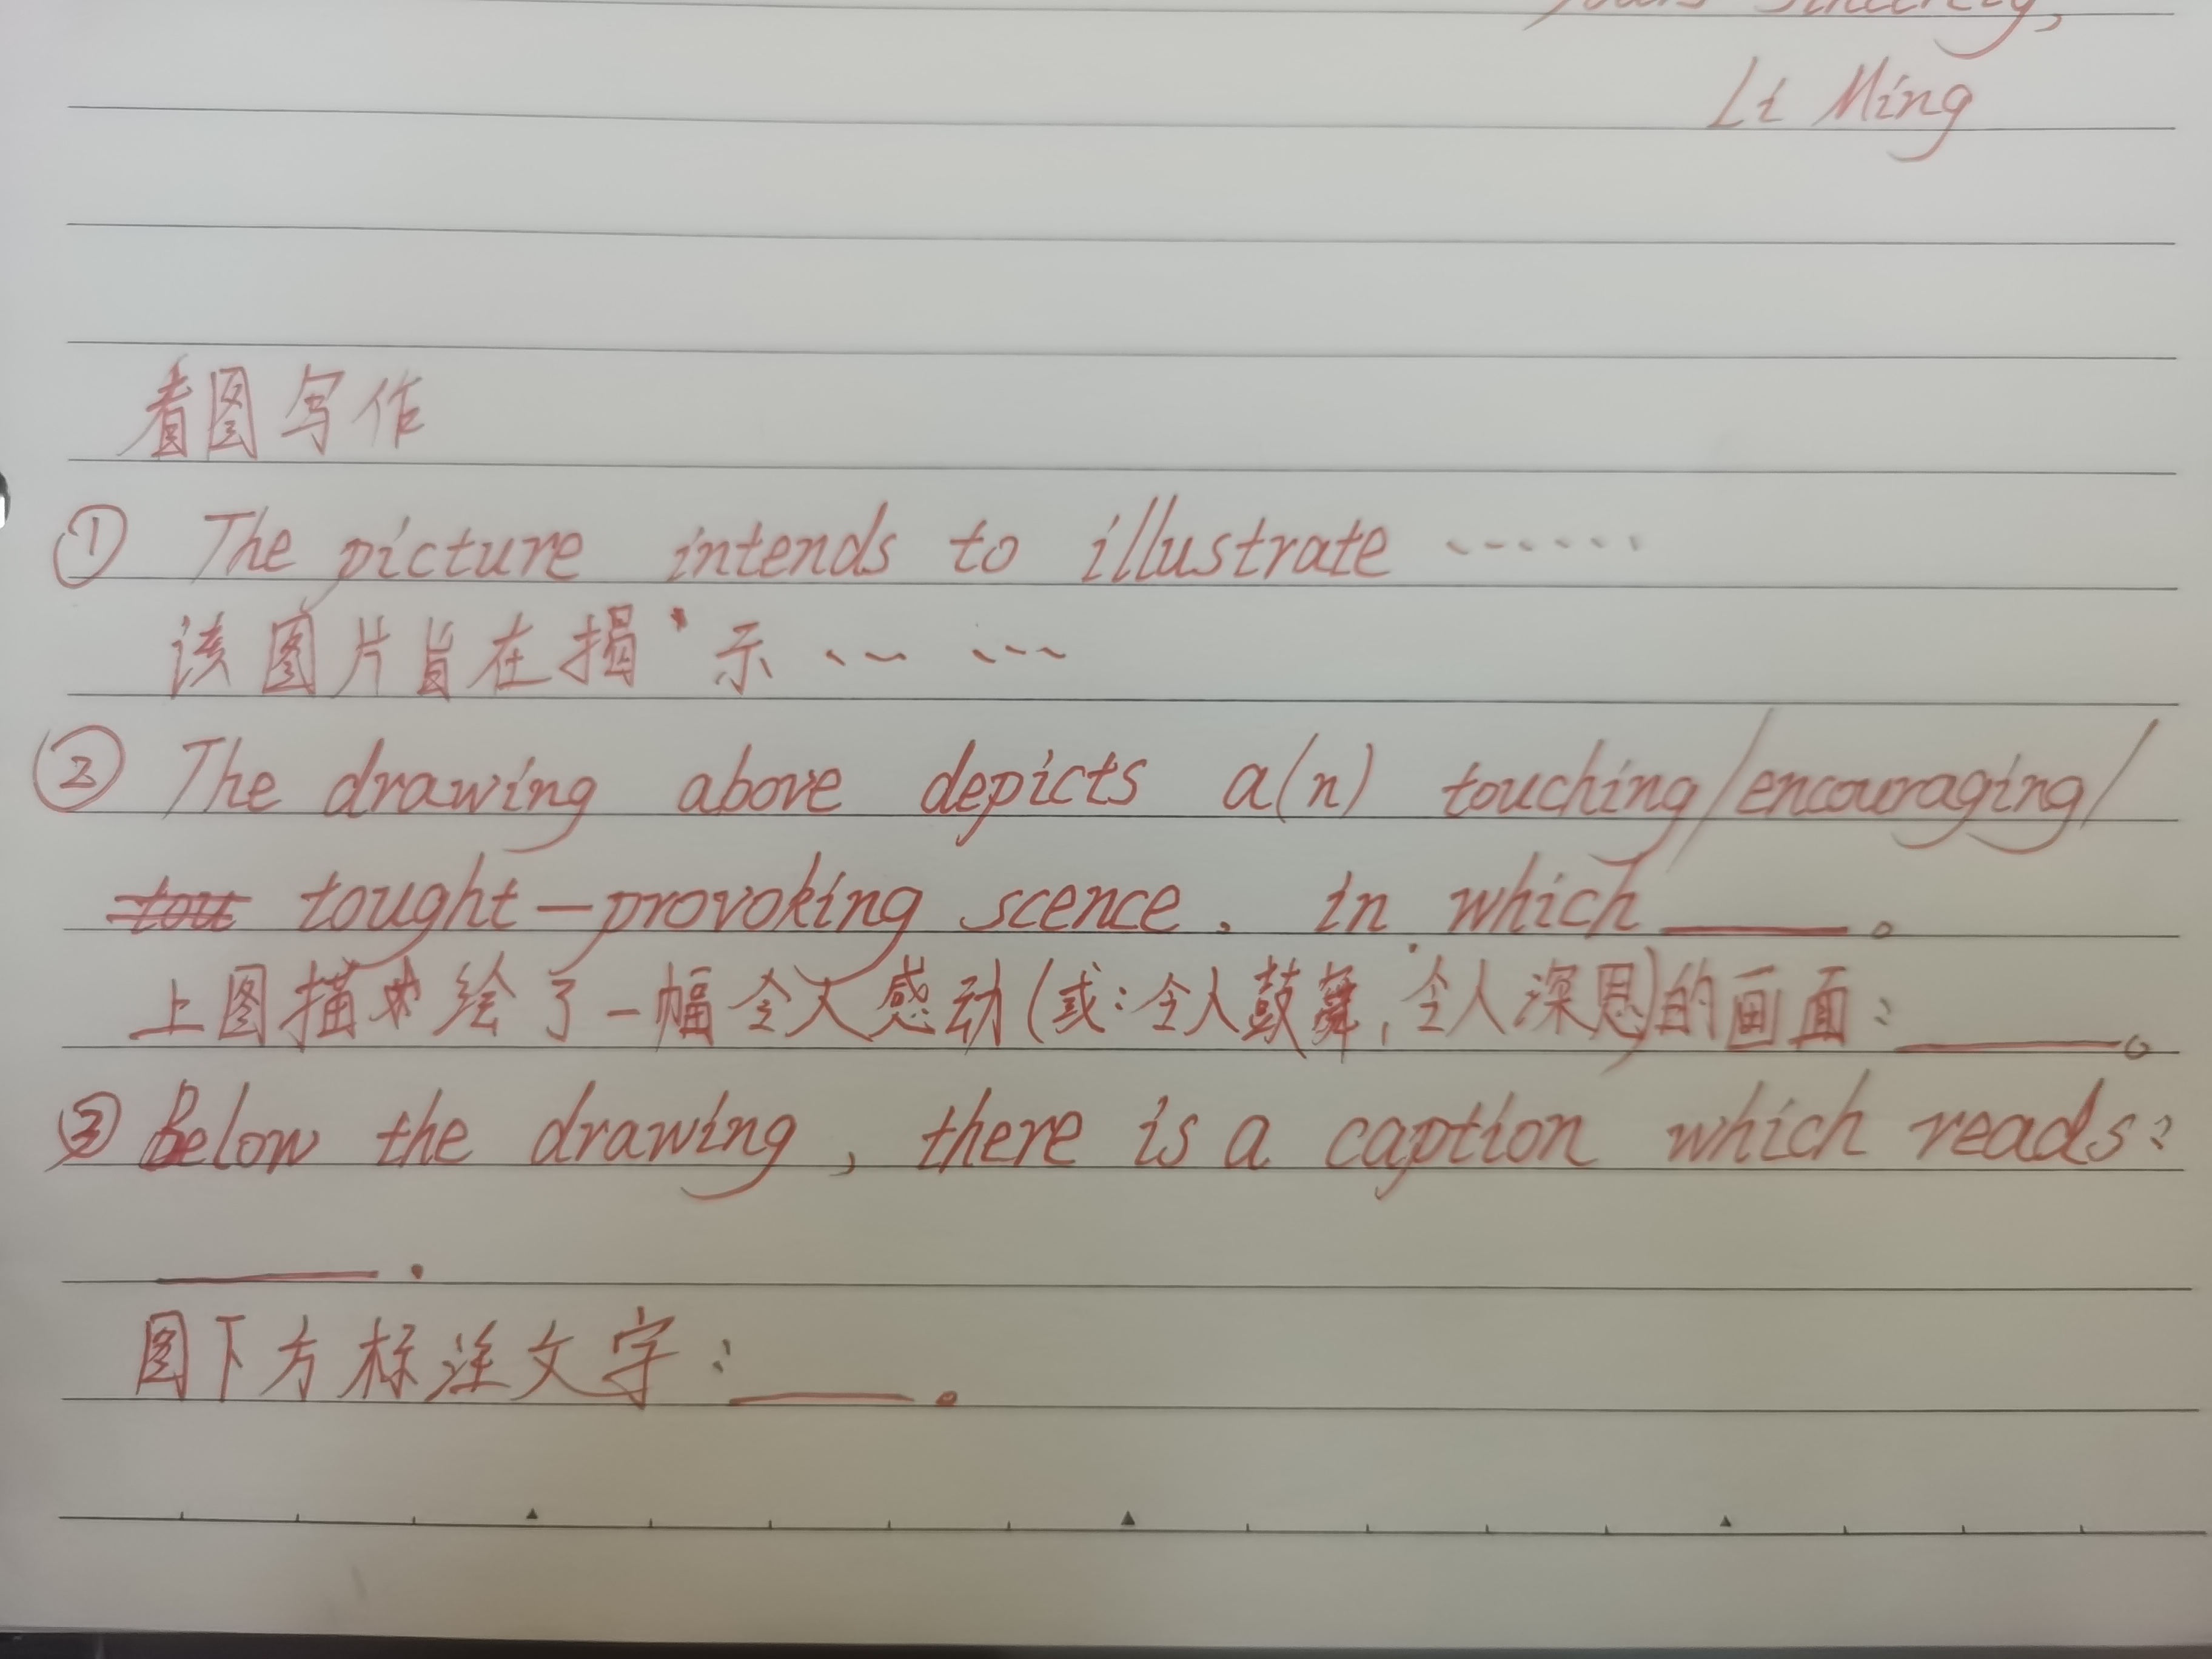 Yours sincerely,
Li Ming
看图写作
① The picture intends to illustrate ……
该图片旨在揭示 … …
② The drawing above depicts a(n) touching/encouraging/
tought-provoking scence, in which ____。
上图描绘了一幅令人感动(或:令人鼓舞,令人深思)的画面:____。
③ Below the drawing, there is a caption which reads:
____.
图下方标注文字:____。